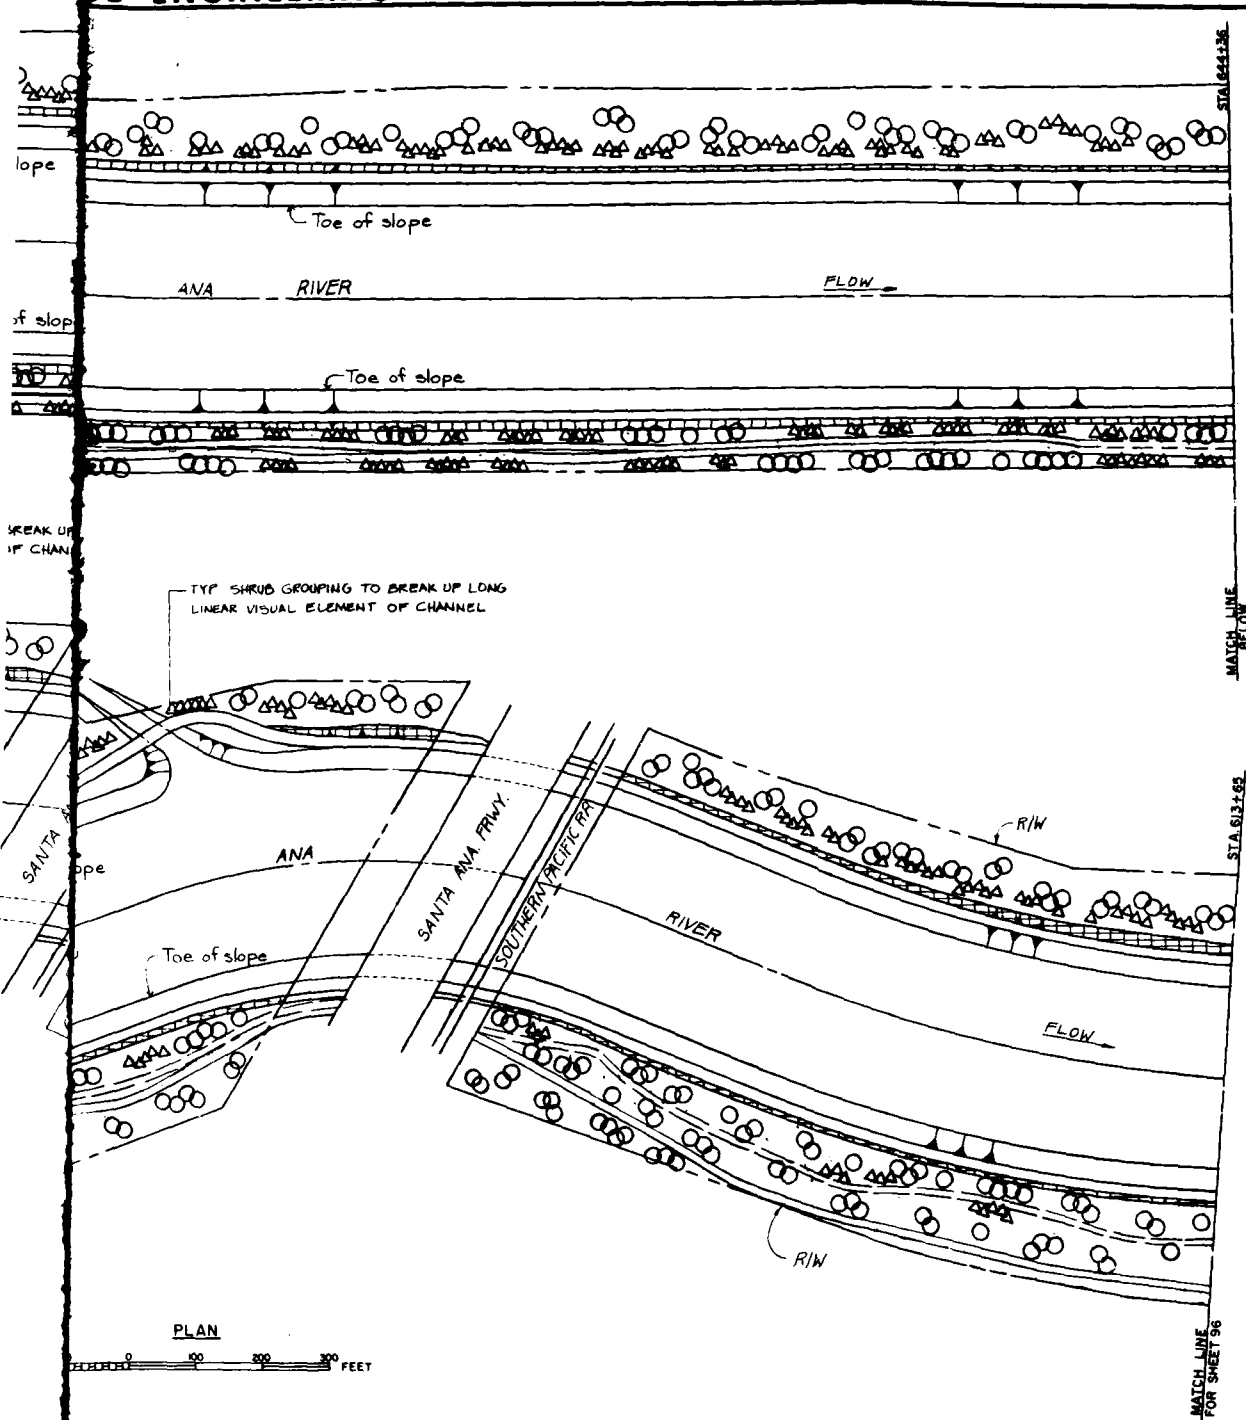 STA. 644+36
lope
Toe of slope
ANA RIVER
FLOW
of slop
Toe of slope
BREAK UP
OF CHAN
TYP SHRUB GROUPING TO BREAK UP LONG
LINEAR VISUAL ELEMENT OF CHANNEL
MATCH LINE
BELOW
STA. 613+65
R/W
SANTA A
ope
ANA
SANTA ANA FRWY.
SOUTHERN PACIFIC RR
RIVER
Toe of slope
FLOW
R/W
PLAN
0 100 200 300 FEET
MATCH LINE
FOR SHEET 96